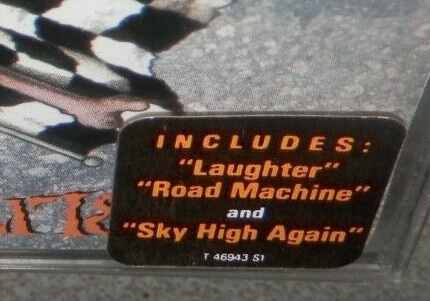 INCLUDES:
"Laughter"
"Road Machine"
and
"Sky High Again"
T 46943 S1